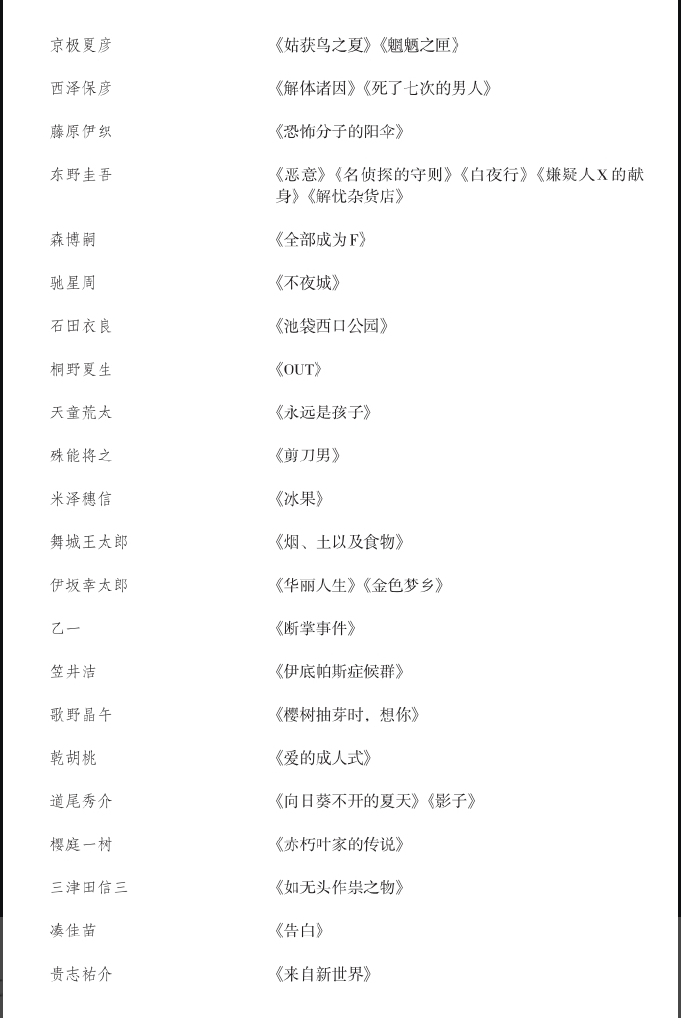 京极夏彦 《姑获鸟之夏》《魍魉之匣》
西泽保彦 《解体诸因》《死了七次的男人》
藤原伊织 《恐怖分子的阳伞》
东野圭吾 《恶意》《名侦探的守则》《白夜行》《嫌疑人X的献
身》《解忧杂货店》
森博嗣 《全部成为F》
驰星周 《不夜城》
石田衣良 《池袋西口公园》
桐野夏生 《OUT》
天童荒太 《永远是孩子》
殊能将之 《剪刀男》
米泽穗信 《冰果》
舞城王太郎 《烟、土以及食物》
伊坂幸太郎 《华丽人生》《金色梦乡》
乙一 《断掌事件》
笠井洁 《伊底帕斯症候群》
歌野晶午 《樱树抽芽时，想你》
乾胡桃 《爱的成人式》
道尾秀介 《向日葵不开的夏天》《影子》
樱庭一树 《赤朽叶家的传说》
三津田信三 《如无头作祟之物》
凑佳苗 《告白》
贵志祐介 《来自新世界》